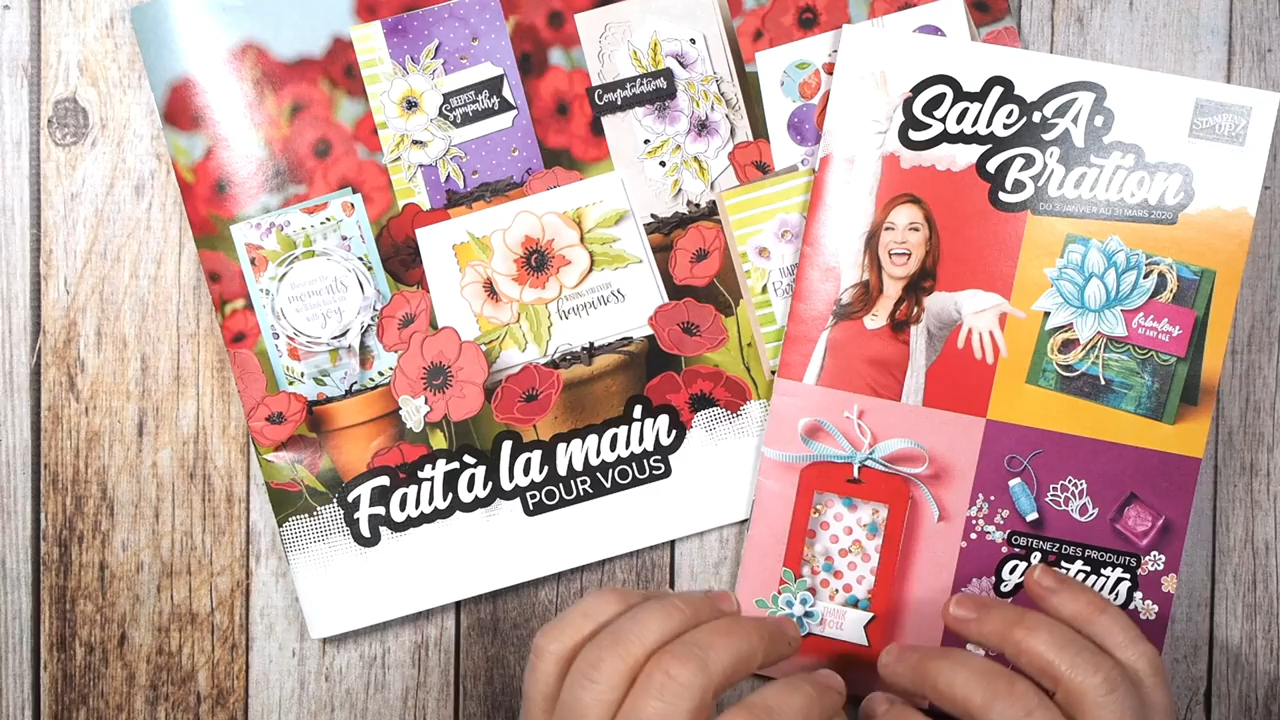 DEEPEST
Sympathy
Congratulations
these are the
moments
we look back on
with joy.
WISHING YOU EVERY
happiness
HAPPY
Fait à la main
POUR VOUS
Sale·A·
Bration
DU 3 JANVIER AU 31 MARS 2020
STAMPIN'
UP!
fabulous
AT ANY AGE
THANK
you
OBTENEZ DES PRODUITS
gratuits